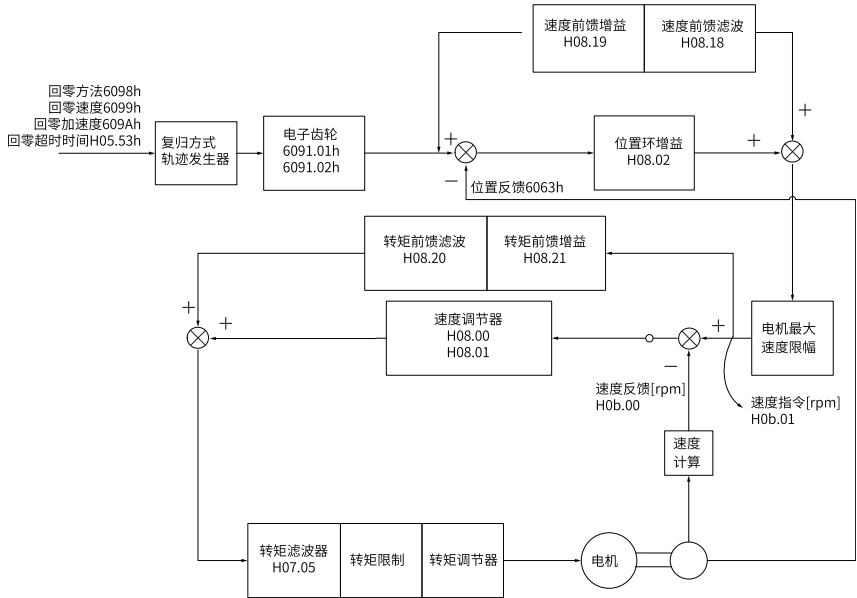 速度前馈增益
H08.19
速度前馈滤波
H08.18
回零方法6098h
回零速度6099h
回零加速度609Ah
回零超时时间H05.53h
复归方式
轨迹发生器
电子齿轮
6091.01h
6091.02h
+
−
位置反馈6063h
位置环增益
H08.02
+
+
转矩前馈滤波
H08.20
转矩前馈增益
H08.21
+
+
速度调节器
H08.00
H08.01
+
−
电机最大
速度限幅
速度反馈[rpm]
H0b.00
速度指令[rpm]
H0b.01
速度
计算
转矩滤波器
H07.05
转矩限制
转矩调节器
电机